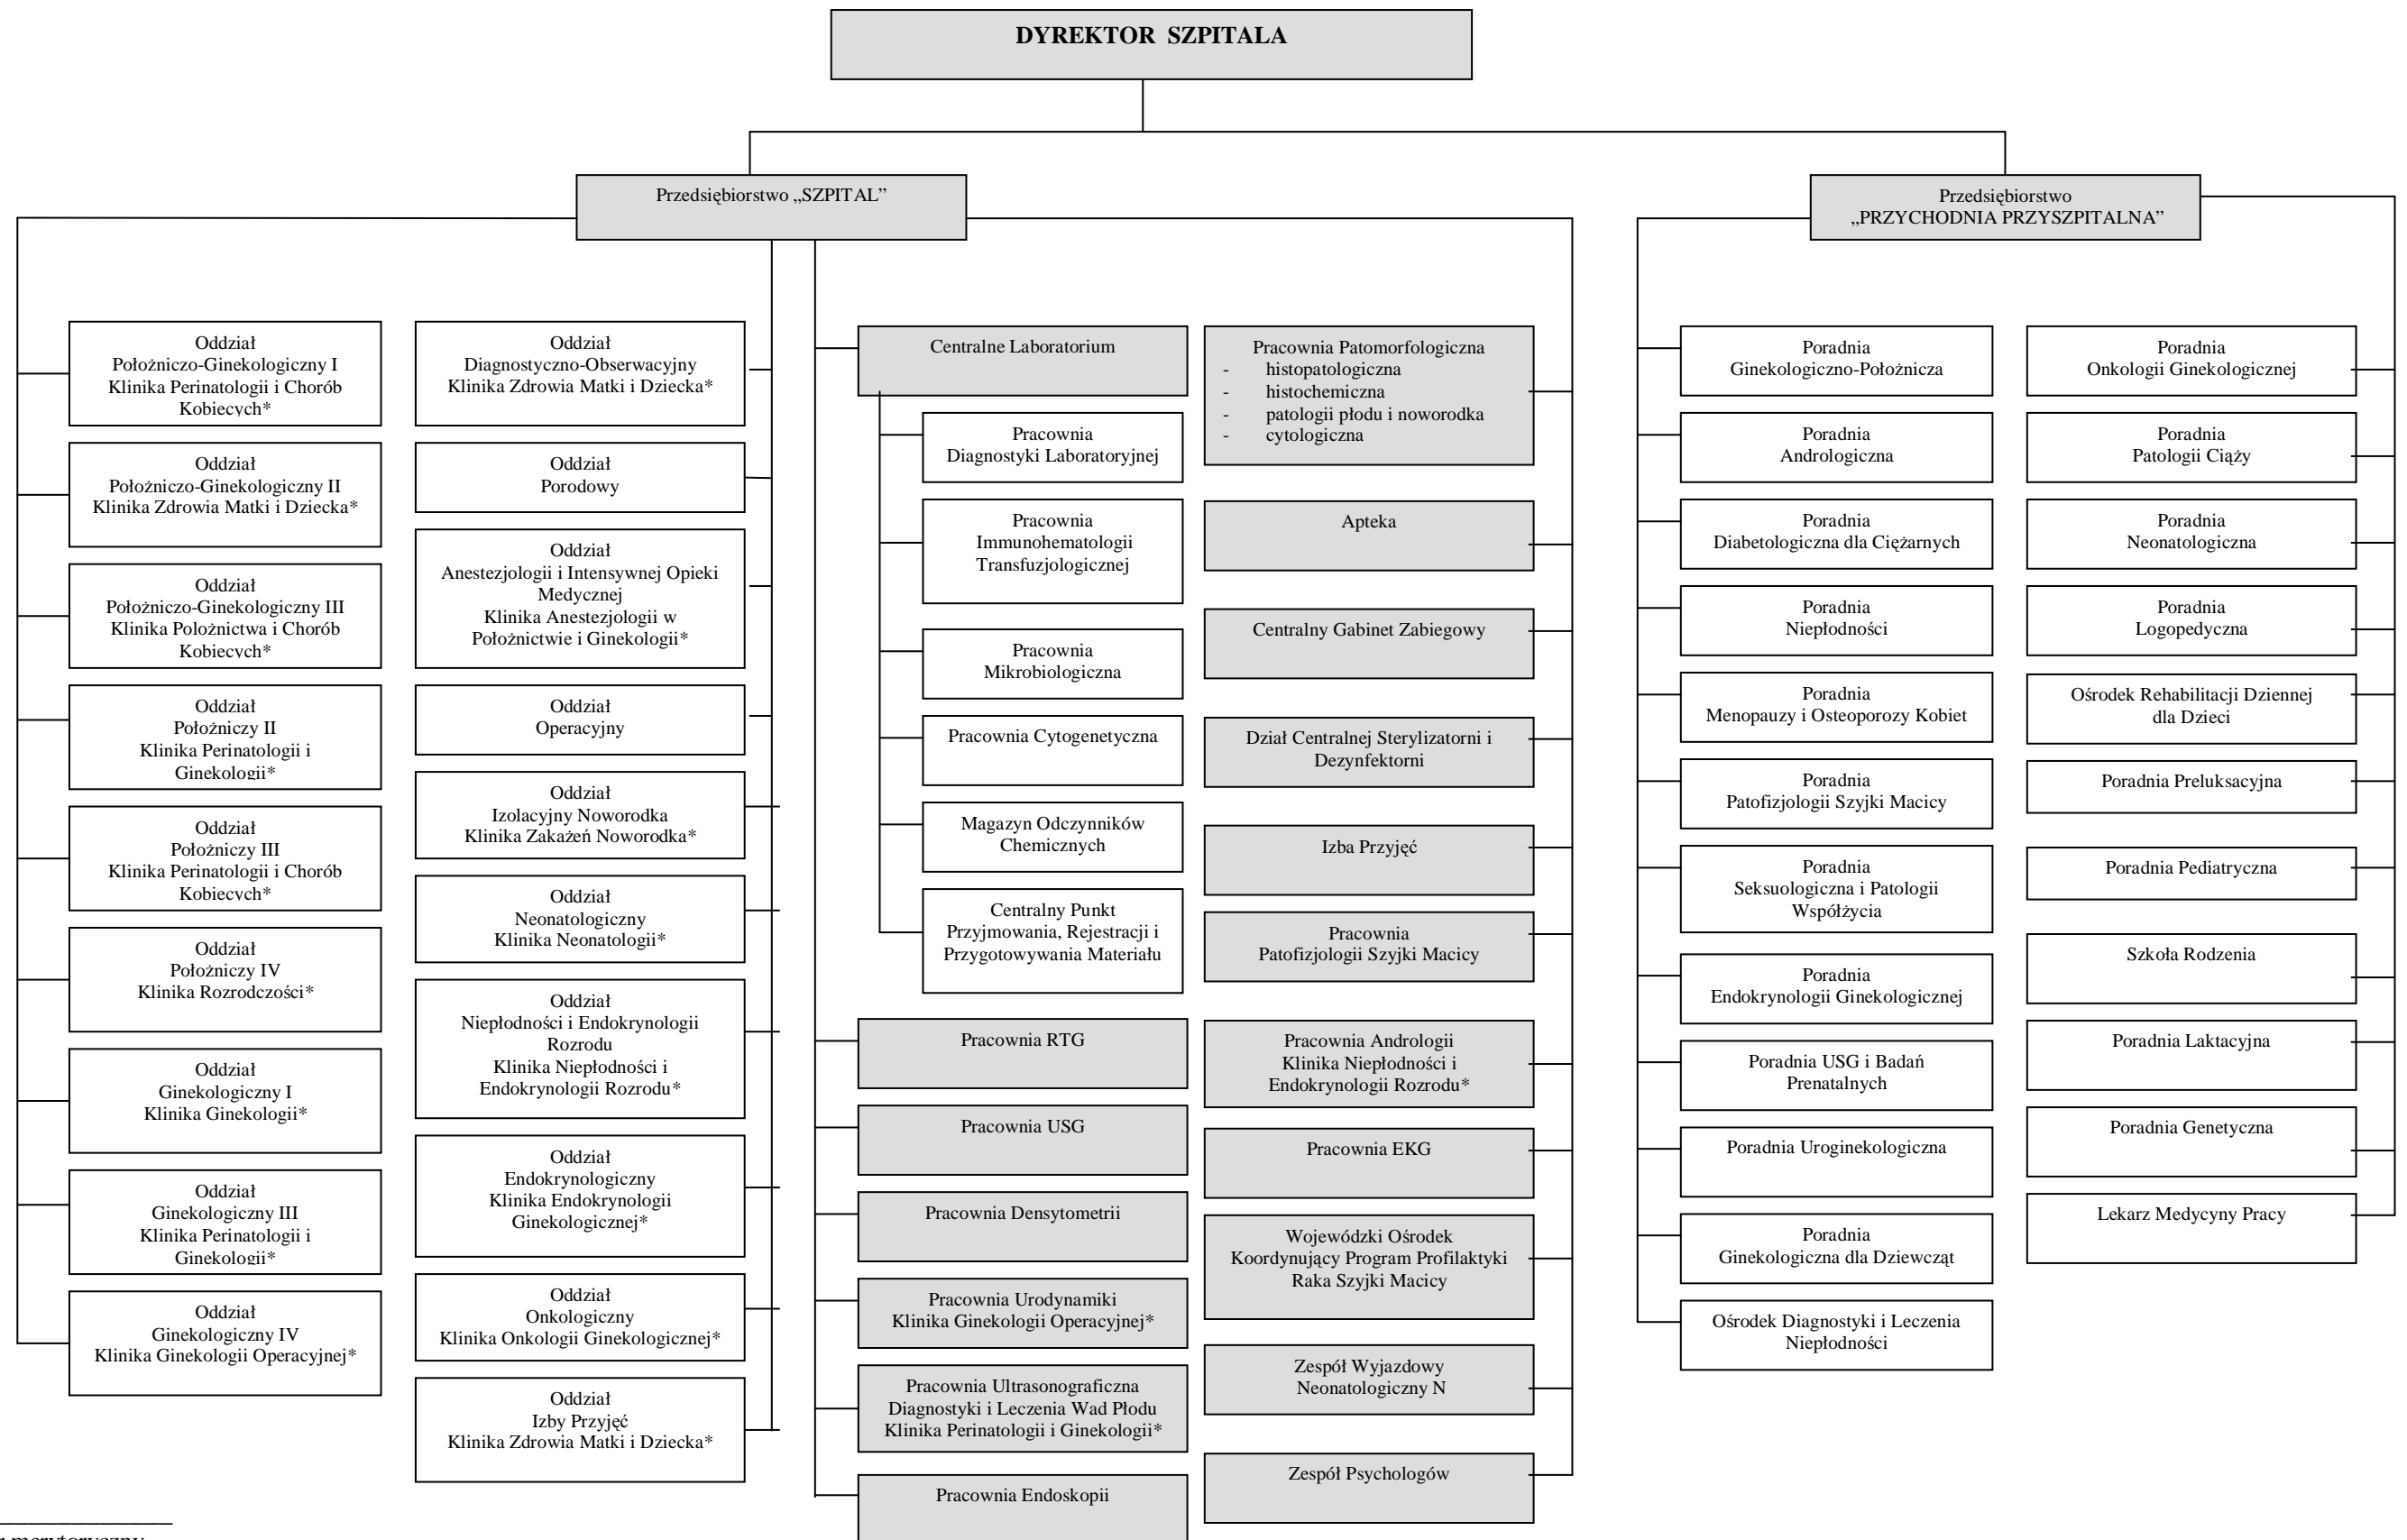 DYREKTOR SZPITALA
Przedsiębiorstwo „SZPITAL”
Przedsiębiorstwo
„PRZYCHODNIA PRZYSZPITALNA”
Oddział
Położniczo-Ginekologiczny I
Klinika Perinatologii i Chorób
Kobiecych*
Oddział
Położniczo-Ginekologiczny II
Klinika Zdrowia Matki i Dziecka*
Oddział
Położniczo-Ginekologiczny III
Klinika Polożnictwa i Chorób
Kobiecych*
Oddział
Położniczy II
Klinika Perinatologii i
Ginekologii*
Oddział
Położniczy III
Klinika Perinatologii i Chorób
Kobiecych*
Oddział
Położniczy IV
Klinika Rozrodczości*
Oddział
Ginekologiczny I
Klinika Ginekologii*
Oddział
Ginekologiczny III
Klinika Perinatologii i
Ginekologii*
Oddział
Ginekologiczny IV
Klinika Ginekologii Operacyjnej*
Oddział
Diagnostyczno-Obserwacyjny
Klinika Zdrowia Matki i Dziecka*
Oddział
Porodowy
Oddział
Anestezjologii i Intensywnej Opieki
Medycznej
Klinika Anestezjologii w
Położnictwie i Ginekologii*
Oddział
Operacyjny
Oddział
Izolacyjny Noworodka
Klinika Zakażeń Noworodka*
Oddział
Neonatologiczny
Klinika Neonatologii*
Oddział
Niepłodności i Endokrynologii
Rozrodu
Klinika Niepłodności i
Endokrynologii Rozrodu*
Oddział
Endokrynologiczny
Klinika Endokrynologii
Ginekologicznej*
Oddział
Onkologiczny
Klinika Onkologii Ginekologicznej*
Oddział
Izby Przyjęć
Klinika Zdrowia Matki i Dziecka*
Centralne Laboratorium
Pracownia
Diagnostyki Laboratoryjnej
Pracownia
Immunohematologii
Transfuzjologicznej
Pracownia
Mikrobiologiczna
Pracownia Cytogenetyczna
Magazyn Odczynników
Chemicznych
Centralny Punkt
Przyjmowania, Rejestracji i
Przygotowywania Materiału
Pracownia RTG
Pracownia USG
Pracownia Densytometrii
Pracownia Urodynamiki
Klinika Ginekologii Operacyjnej*
Pracownia Ultrasonograficzna
Diagnostyki i Leczenia Wad Płodu
Klinika Perinatologii i Ginekologii*
Pracownia Endoskopii
Pracownia Patomorfologiczna
- histopatologiczna
- histochemiczna
- patologii płodu i noworodka
- cytologiczna
Apteka
Centralny Gabinet Zabiegowy
Dział Centralnej Sterylizatorni i
Dezynfektorni
Izba Przyjęć
Pracownia
Patofizjologii Szyjki Macicy
Pracownia Andrologii
Klinika Niepłodności i
Endokrynologii Rozrodu*
Pracownia EKG
Wojewódzki Ośrodek
Koordynujący Program Profilaktyki
Raka Szyjki Macicy
Zespół Wyjazdowy
Neonatologiczny N
Zespół Psychologów
Poradnia
Ginekologiczno-Położnicza
Poradnia
Andrologiczna
Poradnia
Diabetologiczna dla Ciężarnych
Poradnia
Niepłodności
Poradnia
Menopauzy i Osteoporozy Kobiet
Poradnia
Patofizjologii Szyjki Macicy
Poradnia
Seksuologiczna i Patologii
Współżycia
Poradnia
Endokrynologii Ginekologicznej
Poradnia USG i Badań
Prenatalnych
Poradnia Uroginekologiczna
Poradnia
Ginekologiczna dla Dziewcząt
Ośrodek Diagnostyki i Leczenia
Niepłodności
Poradnia
Onkologii Ginekologicznej
Poradnia
Patologii Ciąży
Poradnia
Neonatologiczna
Poradnia
Logopedyczna
Ośrodek Rehabilitacji Dziennej
dla Dzieci
Poradnia Preluksacyjna
Poradnia Pediatryczna
Szkoła Rodzenia
Poradnia Laktacyjna
Poradnia Genetyczna
Lekarz Medycyny Pracy
merytoryczny